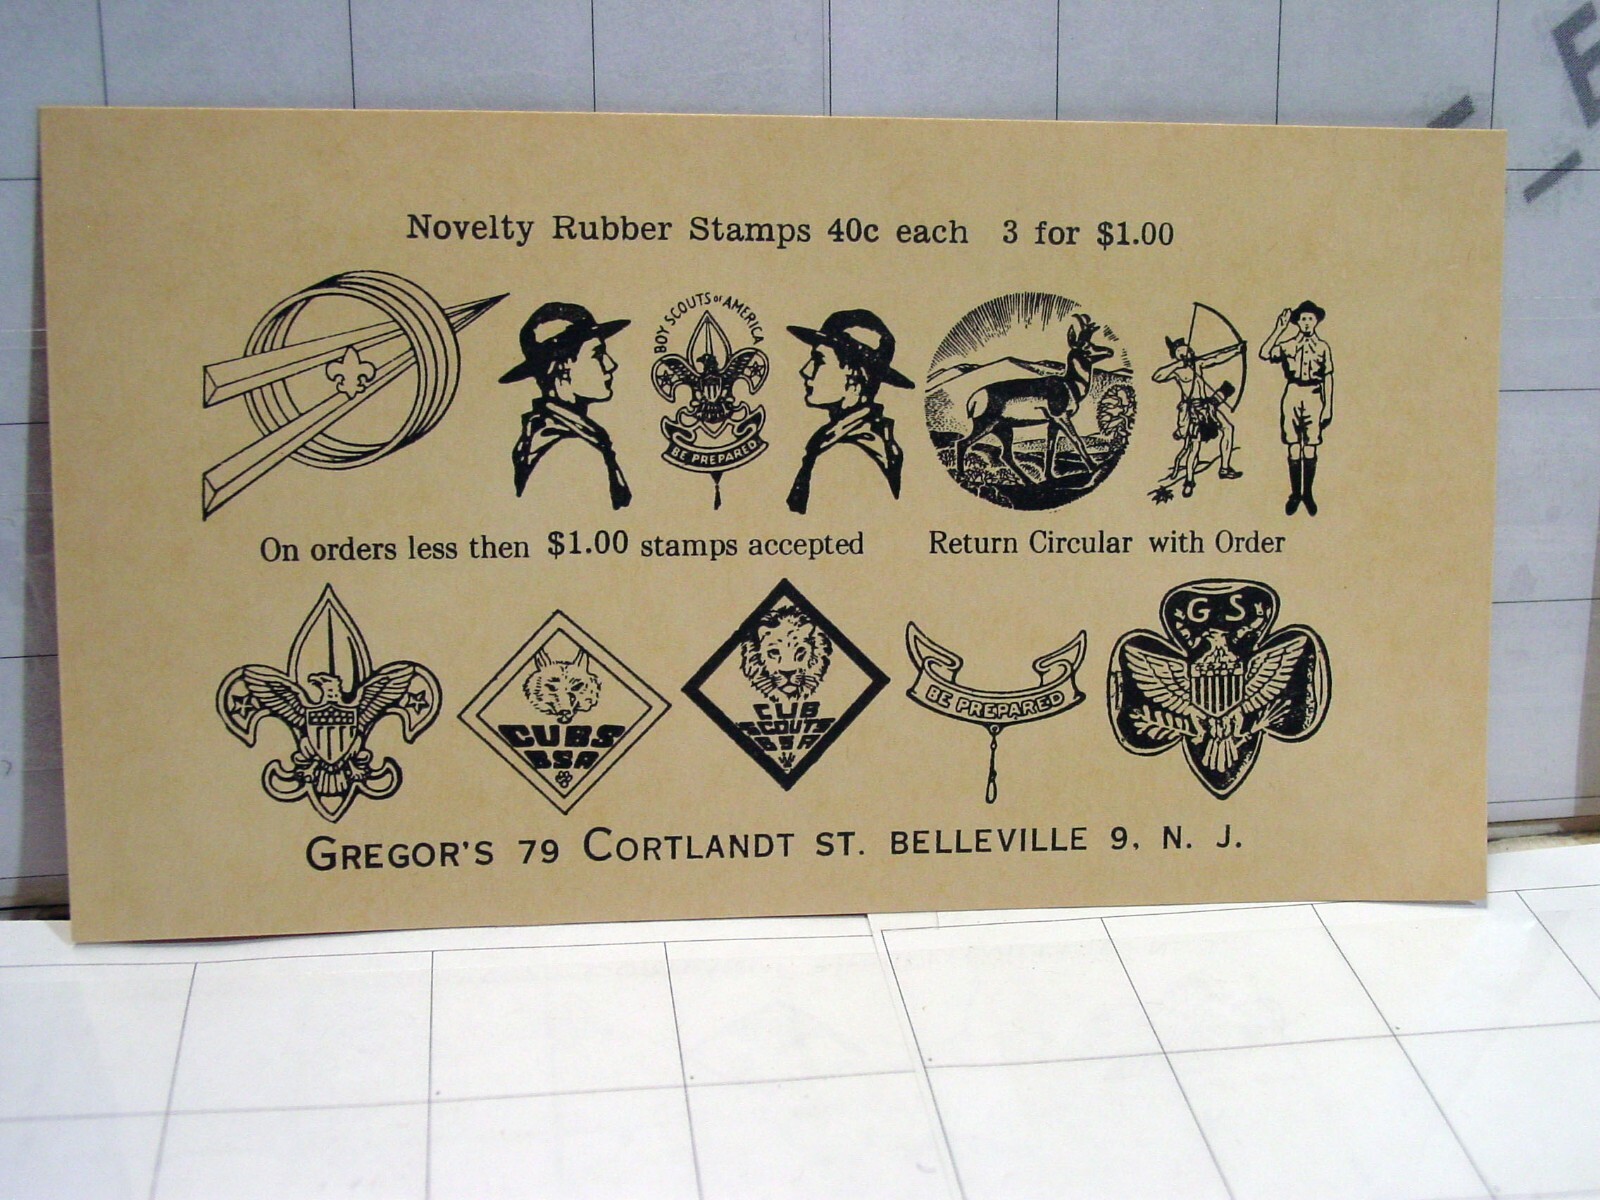 Novelty Rubber Stamps 40c each 3 for $1.00
BOY SCOUTS of AMERICA
BE PREPARED
On orders less then $1.00 stamps accepted Return Circular with Order
CUBS
BSA
CUB
SCOUTS
BSA
BE PREPARED
G S
GREGOR'S 79 CORTLANDT ST. BELLEVILLE 9, N. J.
E